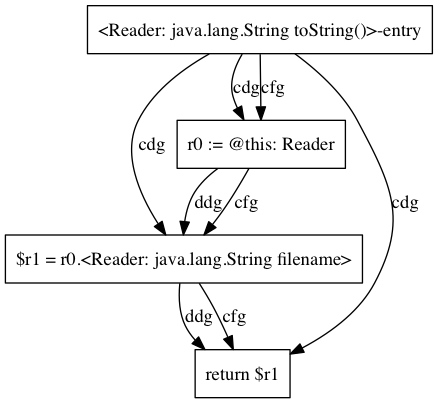 <Reader: java.lang.String toString()>-entry
cdg cfg
r0 := @this: Reader
cdg
ddg cfg
cdg
$r1 = r0.<Reader: java.lang.String filename>
ddg cfg
return $r1